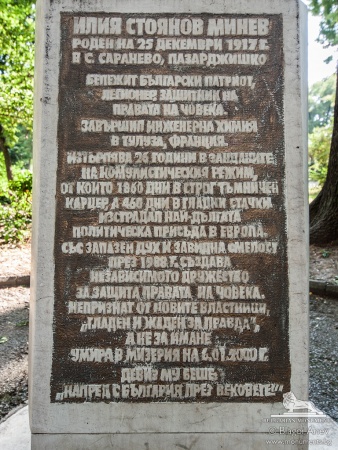 ИЛИЯ СТОЯНОВ МИНЕВ
РОДЕН НА 25 ДЕКЕМВРИ 1917 Г.
В С. САРАНЕВО, ПАЗАРДЖИШКО
БЕЛЕЖИТ БЪЛГАРСКИ ПАТРИОТ,
ЛЕГИОНЕР ЗАЩИТНИК НА
ПРАВАТА НА ЧОВЕКА.
ЗАВЪРШИЛ ИНЖЕНЕРНА ХИМИЯ
В ТУЛУЗА, ФРАНЦИЯ.
ИЗТЪРПЯВА 26 ГОДИНИ В ЗАНДАНИТЕ
НА КОМУНИСТИЧЕСКИЯ РЕЖИМ,
ОТ КОИТО 1860 ДНИ В СТРОГ ТЪМНИЧЕН
КАРЦЕР, А 460 ДНИ В ГЛАДНИ СТАЧКИ
ИЗСТРАДАЛ НАЙ-ДЪЛГАТА
ПОЛИТИЧЕСКА ПРИСЪДА В ЕВРОПА.
СЪС ЗАПАЗЕН ДУХ И ЗАВИДНА СМЕЛОСТ
ПРЕЗ 1988 Г. СЪЗДАВА
НЕЗАВИСИМОТО ДРУЖЕСТВО
ЗА ЗАЩИТА ПРАВАТА НА ЧОВЕКА.
НЕПРИЗНАТ ОТ НОВИТЕ ВЛАСТНИЦИ,
„ГЛАДЕН И ЖАДЕН ЗА ПРАВДА",
А НЕ ЗА ИМАНЕ
УМИРА В МИЗЕРИЯ НА 6.01.2000 Г.
ДЕВИЗ МУ БЕШЕ
„НАПРЕД С БЪЛГАРИЯ ПРЕЗ ВЕКОВЕТЕ!"